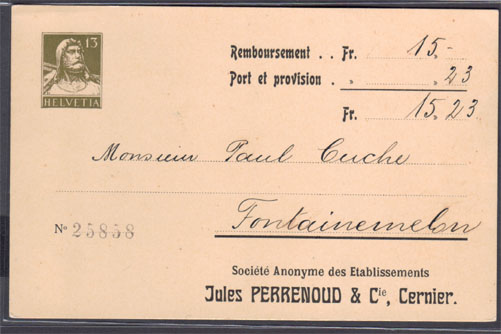 13
HELVETIA
Remboursement . . Fr. 15.-
Port et provision . . . 23
Fr. 15.23
Monsieur Paul Cuche
Fontainemelon
No 25858
Société Anonyme des Etablissements
Jules PERRENOUD & Cie, Cernier.